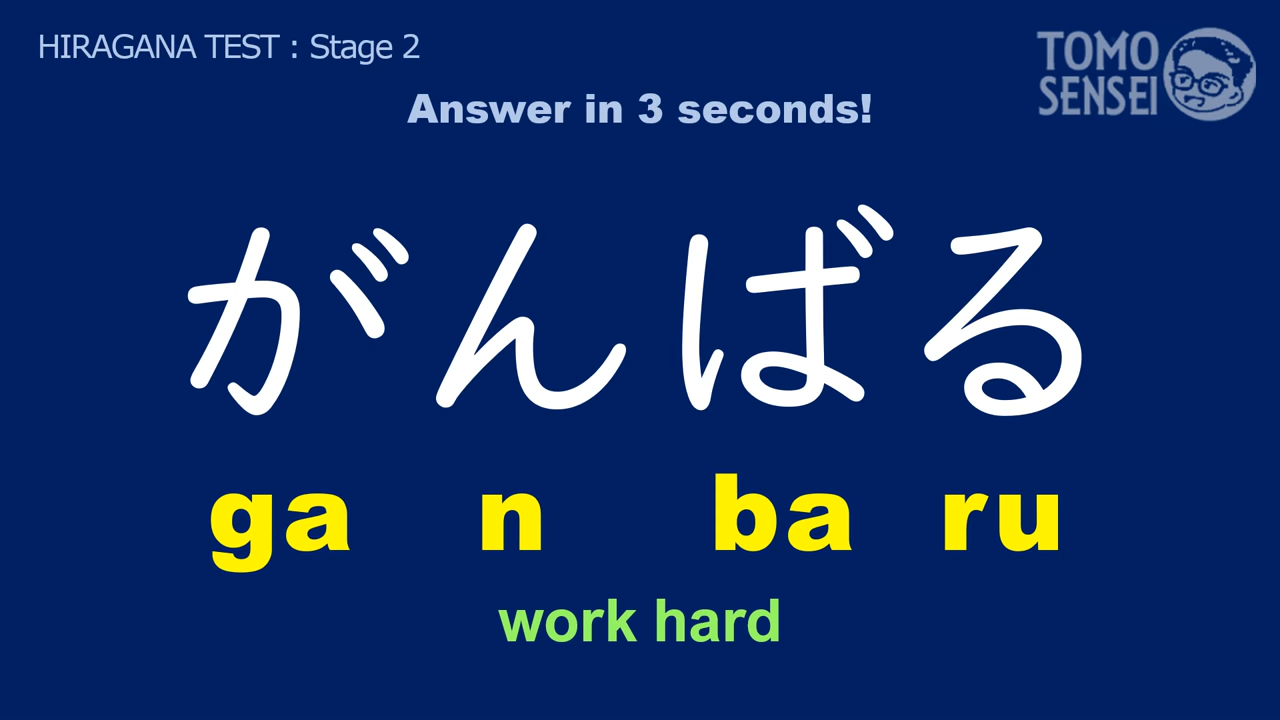 HIRAGANA TEST : Stage 2
TOMO
SENSEI
Answer in 3 seconds!
がんばる
ga n ba ru
work hard